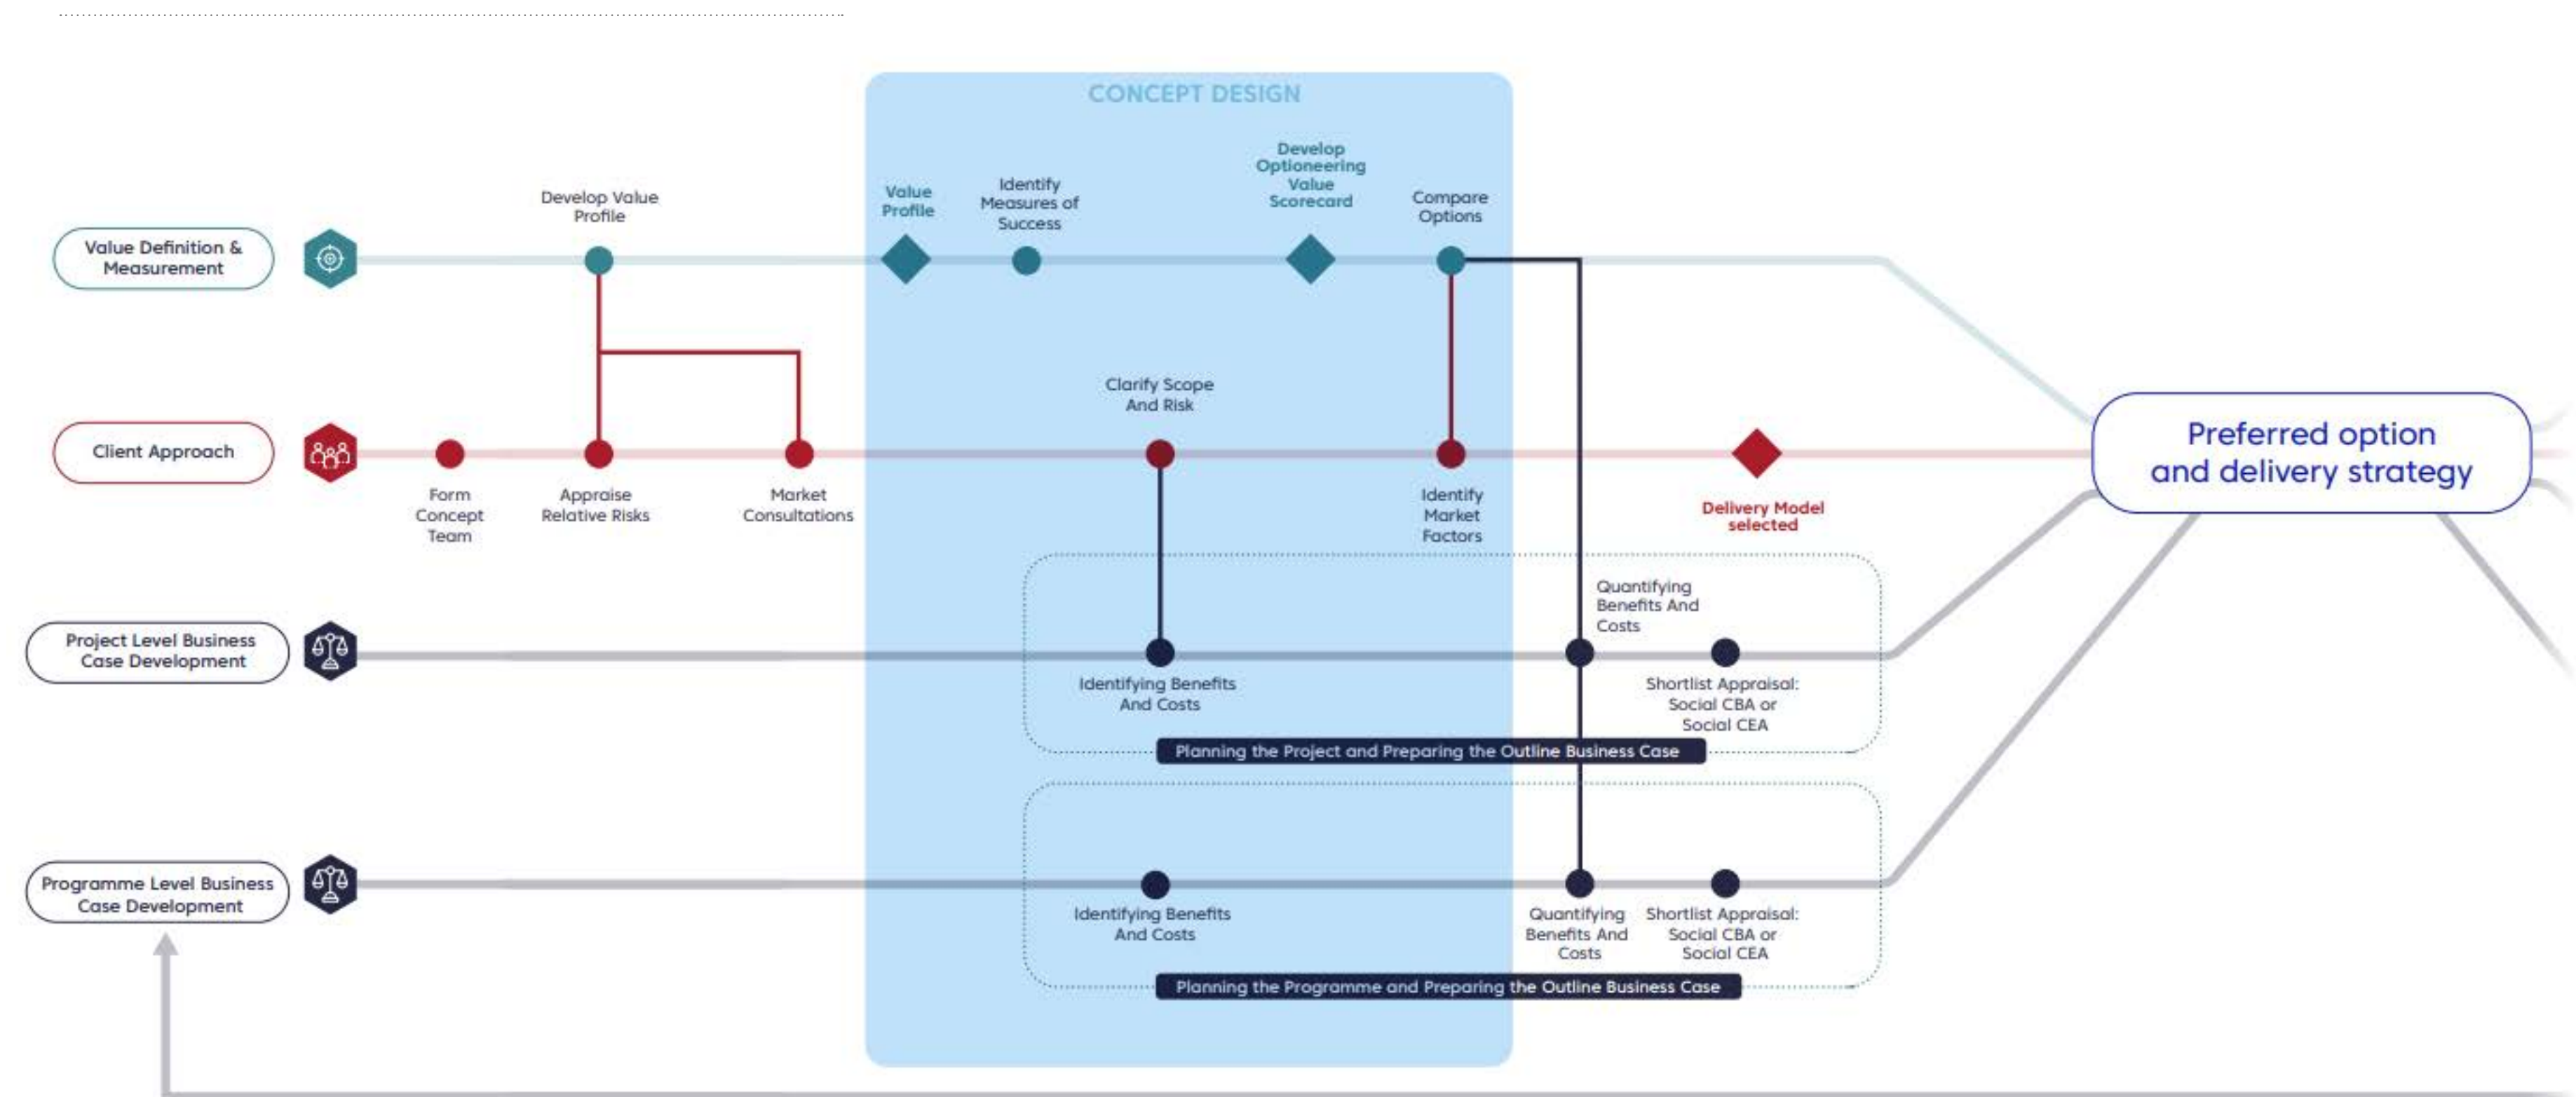 CONCEPT DESIGN
Develop
Optioneering
Value
Scorecard
Value
Profile
Identify
Measures of
Success
Develop Value
Profile
Compare
Options
Value Definition &
Measurement
Clarify Scope
And Risk
Client Approach
Form
Concept
Team
Appraise
Relative Risks
Market
Consultations
Identify
Market
Factors
Delivery Model
selected
Preferred option
and delivery strategy
Project Level Business
Case Development
Identifying Benefits
And Costs
Quantifying
Benefits And
Costs
Shortlist Appraisal:
Social CBA or
Social CEA
Planning the Project and Preparing the Outline Business Case
Programme Level Business
Case Development
Identifying Benefits
And Costs
Quantifying
Benefits And
Costs
Shortlist Appraisal:
Social CBA or
Social CEA
Planning the Programme and Preparing the Outline Business Case